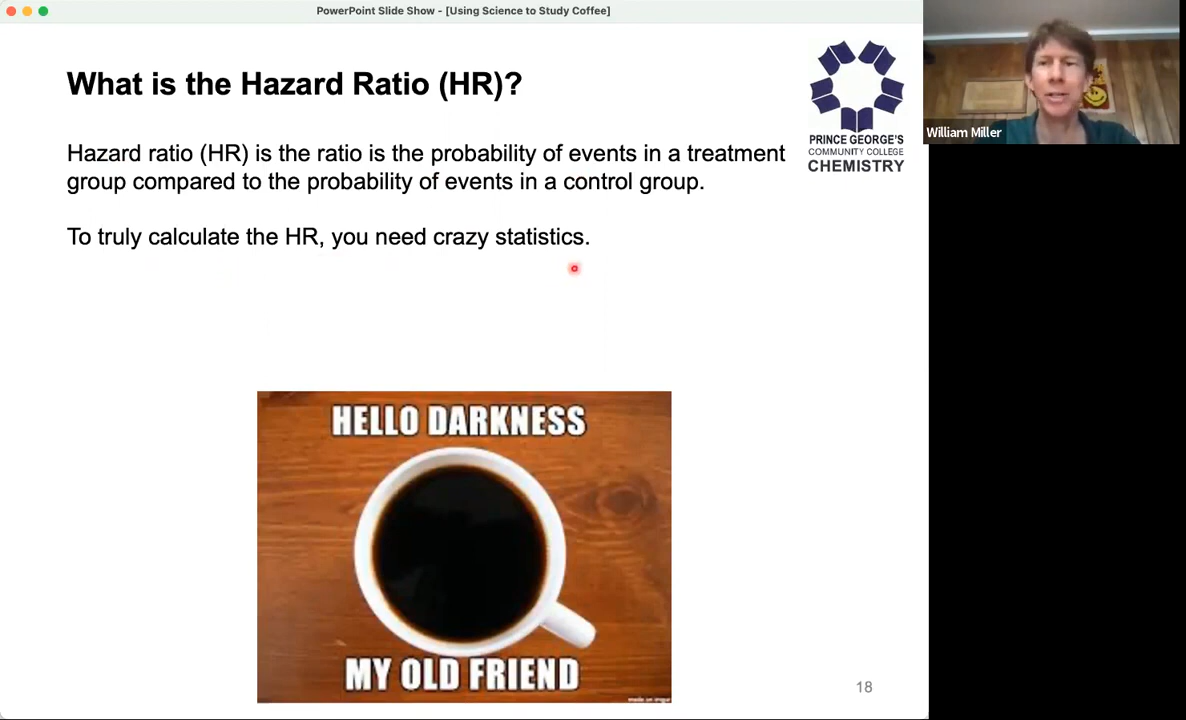 PowerPoint Slide Show - [Using Science to Study Coffee]
What is the Hazard Ratio (HR)?
PRINCE GEORGE'S
COMMUNITY COLLEGE
CHEMISTRY
William Miller
Hazard ratio (HR) is the ratio is the probability of events in a treatment
group compared to the probability of events in a control group.
To truly calculate the HR, you need crazy statistics.
HELLO DARKNESS
MY OLD FRIEND
made on imgur
18